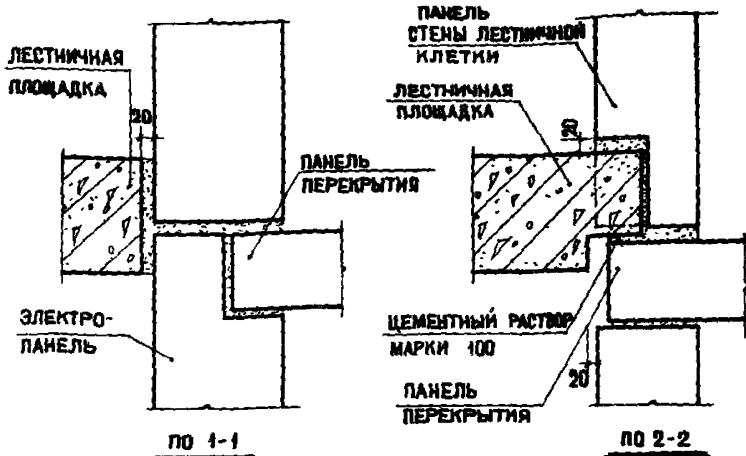 ЛЕСТНИЧНАЯ
ПЛОЩАДКА
20
ПАНЕЛЬ
ПЕРЕКРЫТИЯ
ЭЛЕКТРО-
ПАНЕЛЬ
ПО 1-1
ПАНЕЛЬ
СТЕНЫ ЛЕСТНИЧНОЙ
КЛЕТКИ
ЛЕСТНИЧНАЯ
ПЛОЩАДКА
20
ЦЕМЕНТНЫЙ РАСТВОР
МАРКИ 100
20
ПАНЕЛЬ
ПЕРЕКРЫТИЯ
ПО 2-2